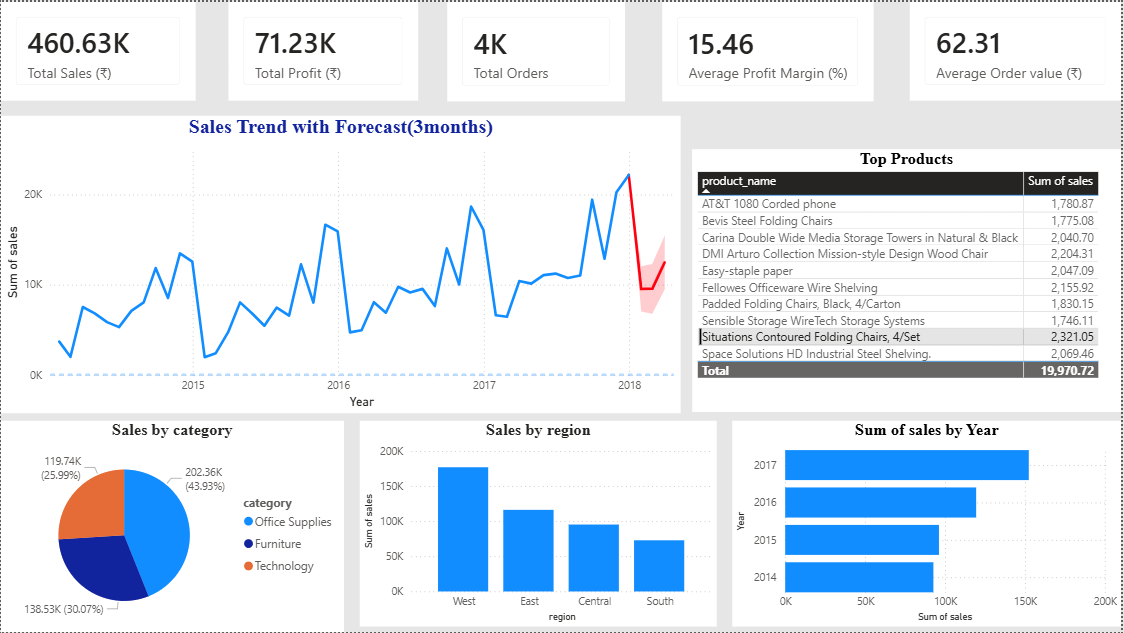 460.63K
Total Sales (₹)
71.23K
Total Profit (₹)
4K
Total Orders
15.46
Average Profit Margin (%)
62.31
Average Order value (₹)
Sales Trend with Forecast(3months)
Sum of sales
20K
10K
0K
2015
2016
2017
2018
Year
Top Products
product_name Sum of sales
AT&T 1080 Corded phone 1,780.87
Bevis Steel Folding Chairs 1,775.08
Carina Double Wide Media Storage Towers in Natural & Black 2,040.70
DMI Arturo Collection Mission-style Design Wood Chair 2,204.31
Easy-staple paper 2,047.09
Fellowes Officeware Wire Shelving 2,155.92
Padded Folding Chairs, Black, 4/Carton 1,830.15
Sensible Storage WireTech Storage Systems 1,746.11
Situations Contoured Folding Chairs, 4/Set 2,321.05
Space Solutions HD Industrial Steel Shelving. 2,069.46
Total 19,970.72
Sales by category
119.74K
(25.99%)
202.36K
(43.93%)
138.53K (30.07%)
category
Office Supplies
Furniture
Technology
Sales by region
Sum of sales
200K
150K
100K
50K
0K
West
East
Central
South
region
Sum of sales by Year
Year
2017
2016
2015
2014
0K
50K
100K
150K
200K
Sum of sales